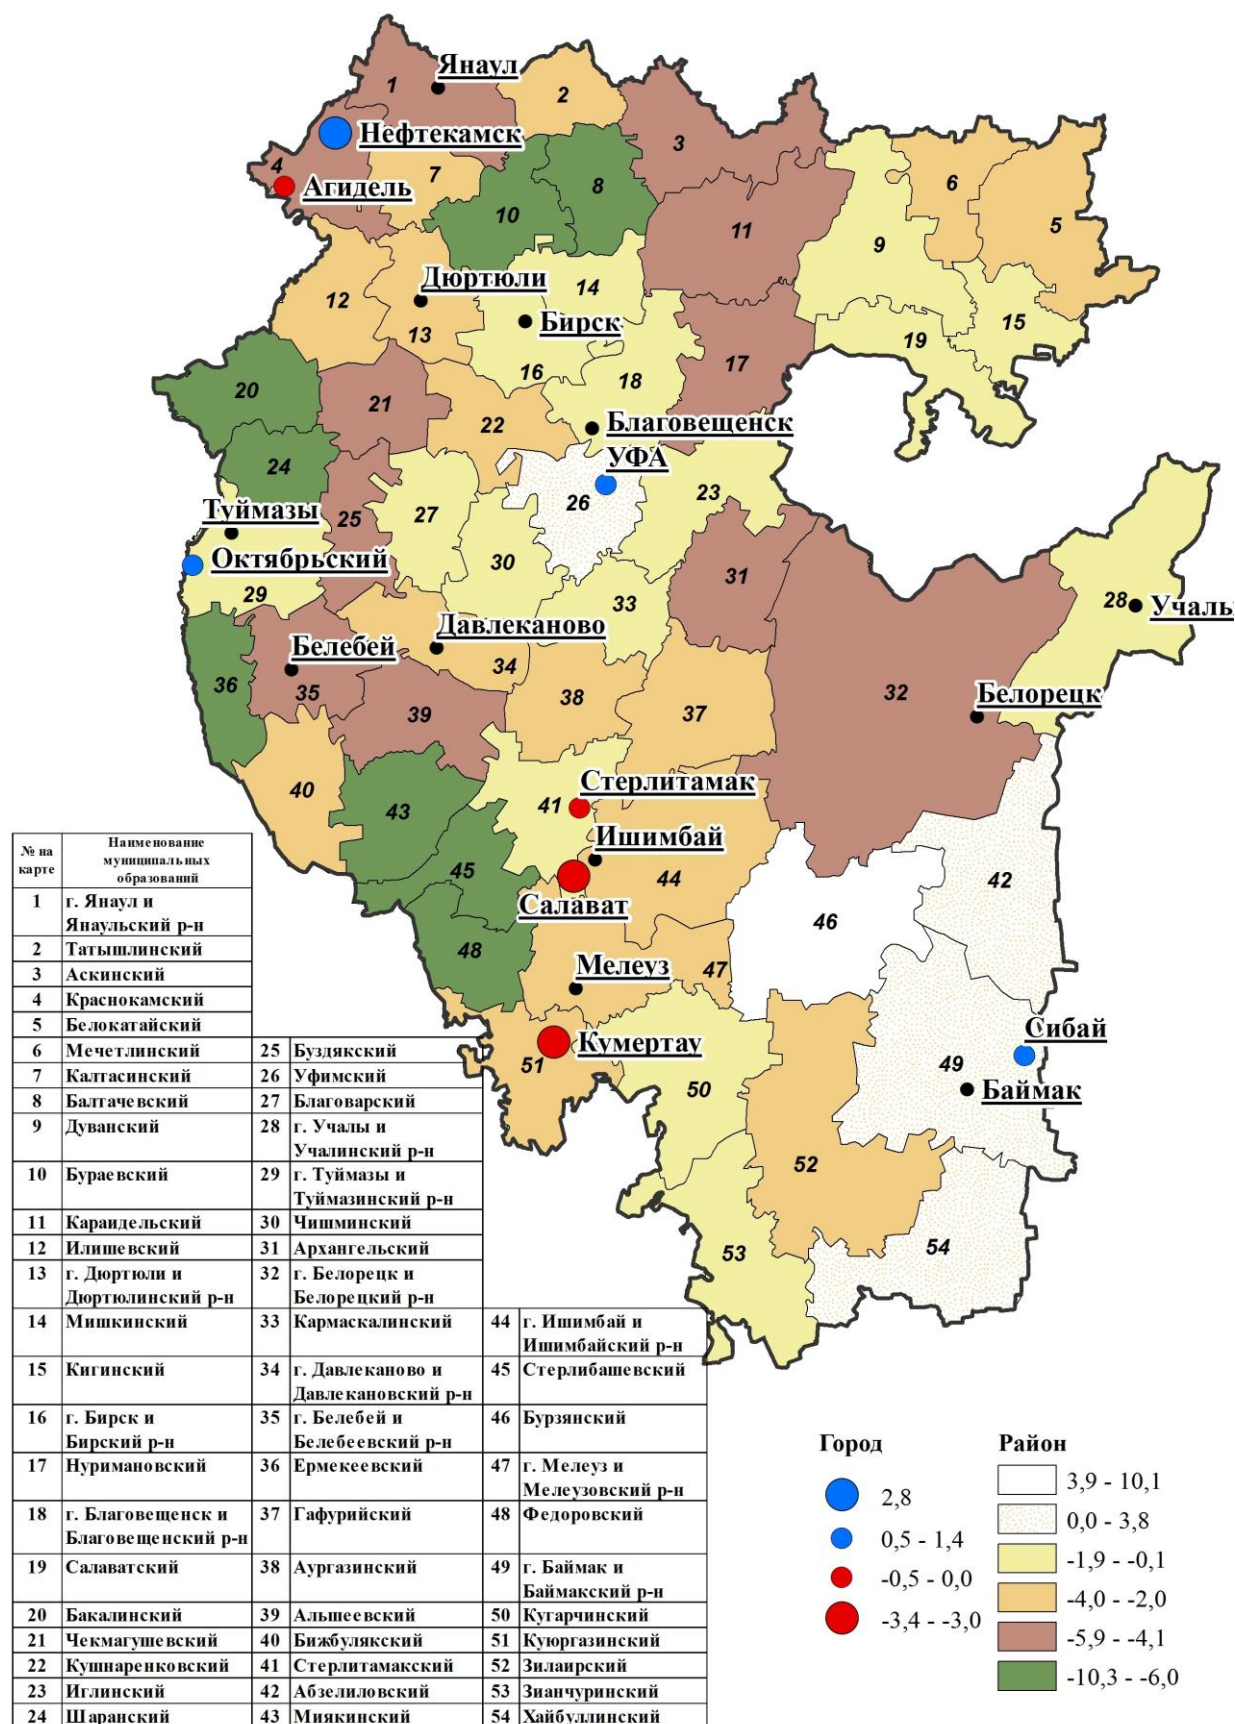 Янаул
1
2
Нефтекамск
3
4
7
6
Агидель
8
5
10
11
9
Дюртюли
12
14
15
13
Бирск
19
16
17
18
20
21
22
Благовещенск
УФА
24
23
Туймазы
25
27
26
Октябрьский
30
31
29
33
28
Учалы
Давлеканово
Белебей
34
36
35
32
Белорецк
38
37
39
40
Стерлитамак
43
41
Ишимбай
45
44
42
Салават
46
48
Мелеуз
47
Сибай
Кумертау
51
49
50
Баймак
52
53
54
№ на карте
Наименование
муниципальных
образований
1 г. Янаул и
Янаульский р-н
2 Татышлинский
3 Аскинский
4 Краснокамский
5 Белокатайский
6 Мечетлинский 25 Буздякский
7 Калтасинский 26 Уфимский
8 Балтачевский 27 Благоварский
9 Дуванский 28 г. Учалы и
Учалинский р-н
10 Бураевский 29 г. Туймазы и
Туймазинский р-н
11 Караидельский 30 Чишминский
12 Илишевский 31 Архангельский
13 г. Дюртюли и 32 г. Белорецк и
Дюртюлинский р-н Белорецкий р-н
14 Мишкинский 33 Кармаскалинский 44 г. Ишимбай и
Ишимбайский р-н
15 Кигинский 34 г. Давлеканово и 45 Стерлибашевский
Давлекановский р-н
16 г. Бирск и 35 г. Белебей и 46 Бурзянский
Бирский р-н Белебеевский р-н
17 Нуримановский 36 Ермекеевский 47 г. Мелеуз и
Мелеузовский р-н
18 г. Благовещенск и 37 Гафурийский 48 Федоровский
Благовещенский р-н
19 Салаватский 38 Аургазинский 49 г. Баймак и
Баймакский р-н
20 Бакалинский 39 Альшеевский 50 Кугарчинский
21 Чекмагушевский 40 Бижбулякский 51 Куюргазинский
22 Кушнаренковский 41 Стерлитамакский 52 Зилаирский
23 Иглинский 42 Абзелиловский 53 Зианчуринский
24 Шаранский 43 Миякинский 54 Хайбуллинский
Город Район
2,8
0,5 - 1,4
-0,5 - 0,0
-3,4 - -3,0
3,9 - 10,1
0,0 - 3,8
-1,9 - -0,1
-4,0 - -2,0
-5,9 - -4,1
-10,3 - -6,0